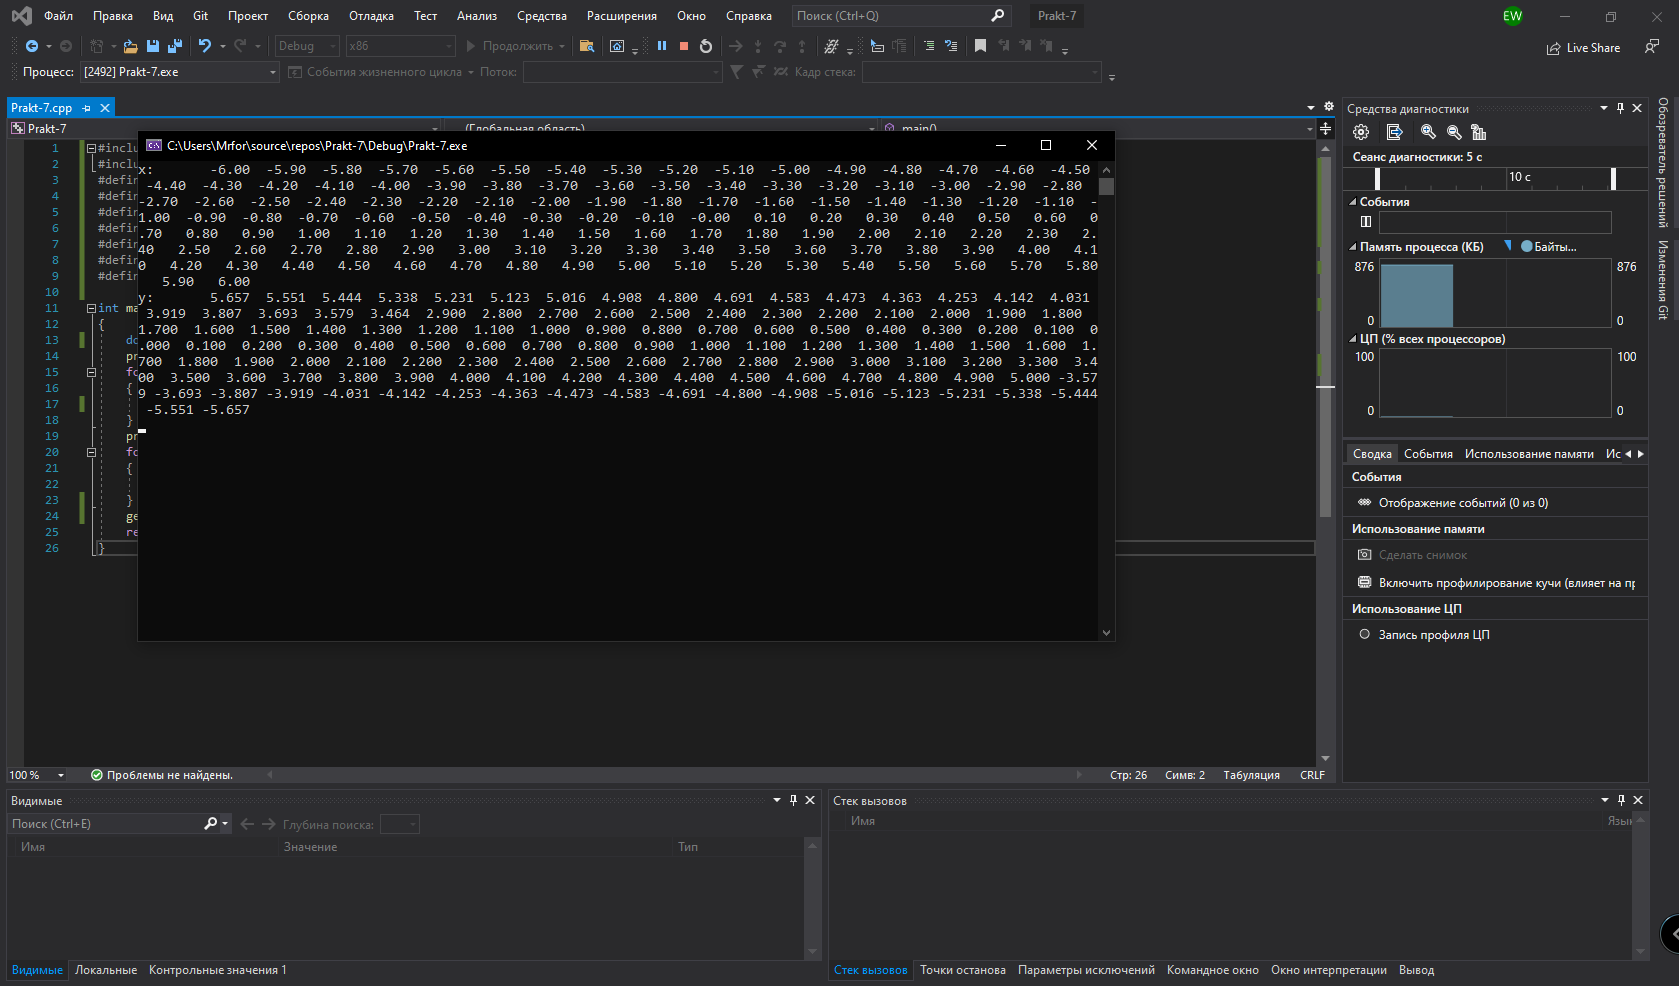 Файл Правка Вид Git Проект Сборка Отладка Тест Анализ Средства Расширения Окно Справка Поиск (Ctrl+Q) Prakt-7 EW
Debug x86 Продолжить Live Share
Процесс: [2492] Prakt-7.exe События жизненного цикла Поток: Кадр стека:
Prakt-7.cpp
Prakt-7 (Глобальная область) main()
C:\Users\Mrfor\source\repos\Prakt-7\Debug\Prakt-7.exe
x: -6.00 -5.90 -5.80 -5.70 -5.60 -5.50 -5.40 -5.30 -5.20 -5.10 -5.00 -4.90 -4.80 -4.70 -4.60 -4.50
-4.40 -4.30 -4.20 -4.10 -4.00 -3.90 -3.80 -3.70 -3.60 -3.50 -3.40 -3.30 -3.20 -3.10 -3.00 -2.90 -2.80
-2.70 -2.60 -2.50 -2.40 -2.30 -2.20 -2.10 -2.00 -1.90 -1.80 -1.70 -1.60 -1.50 -1.40 -1.30 -1.20 -1.10 -
1.00 -0.90 -0.80 -0.70 -0.60 -0.50 -0.40 -0.30 -0.20 -0.10 -0.00 0.10 0.20 0.30 0.40 0.50 0.60 0
.70 0.80 0.90 1.00 1.10 1.20 1.30 1.40 1.50 1.60 1.70 1.80 1.90 2.00 2.10 2.20 2.30 2.
40 2.50 2.60 2.70 2.80 2.90 3.00 3.10 3.20 3.30 3.40 3.50 3.60 3.70 3.80 3.90 4.00 4.1
0 4.20 4.30 4.40 4.50 4.60 4.70 4.80 4.90 5.00 5.10 5.20 5.30 5.40 5.50 5.60 5.70 5.80
5.90 6.00
y: 5.657 5.551 5.444 5.338 5.231 5.123 5.016 4.908 4.800 4.691 4.583 4.473 4.363 4.253 4.142 4.031
3.919 3.807 3.693 3.579 3.464 2.900 2.800 2.700 2.600 2.500 2.400 2.300 2.200 2.100 2.000 1.900 1.800
1.700 1.600 1.500 1.400 1.300 1.200 1.100 1.000 0.900 0.800 0.700 0.600 0.500 0.400 0.300 0.200 0.100 0
.000 0.100 0.200 0.300 0.400 0.500 0.600 0.700 0.800 0.900 1.000 1.100 1.200 1.300 1.400 1.500 1.600 1.
700 1.800 1.900 2.000 2.100 2.200 2.300 2.400 2.500 2.600 2.700 2.800 2.900 3.000 3.100 3.200 3.300 3.4
00 3.500 3.600 3.700 3.800 3.900 4.000 4.100 4.200 4.300 4.400 4.500 4.600 4.700 4.800 4.900 5.000 -3.57
9 -3.693 -3.807 -3.919 -4.031 -4.142 -4.253 -4.363 -4.473 -4.583 -4.691 -4.800 -4.908 -5.016 -5.123 -5.231 -5.338 -5.444
-5.551 -5.657
1 #inclu
2 #inclu
3 #defin
4 #defin
5 #defin
6 #defin
7 #defin
8 #defin
9 #defin
10
11 int ma
12 {
13 do
14 pr
15 fo
16 {
17
18 }
19 pr
20 fo
21 {
22
23 }
24 ge
25 re
26 }
100 % Проблемы не найдены. Стр: 26 Симв: 2 Табуляция CRLF
Средства диагностики
Сеанс диагностики: 5 с
10 с
События
Память процесса (КБ) Байты...
876 876
0 0
ЦП (% всех процессоров)
100 100
0 0
Сводка События Использование памяти Ис
События
Отображение событий (0 из 0)
Использование памяти
Сделать снимок
Включить профилирование кучи (влияет на пр
Использование ЦП
Запись профиля ЦП
Обозреватель решений
Изменения Git
Видимые
Поиск (Ctrl+E) Глубина поиска:
Имя Значение Тип
Видимые Локальные Контрольные значения 1
Стек вызовов
Имя Язык
Стек вызовов Точки останова Параметры исключений Командное окно Окно интерпретации Вывод